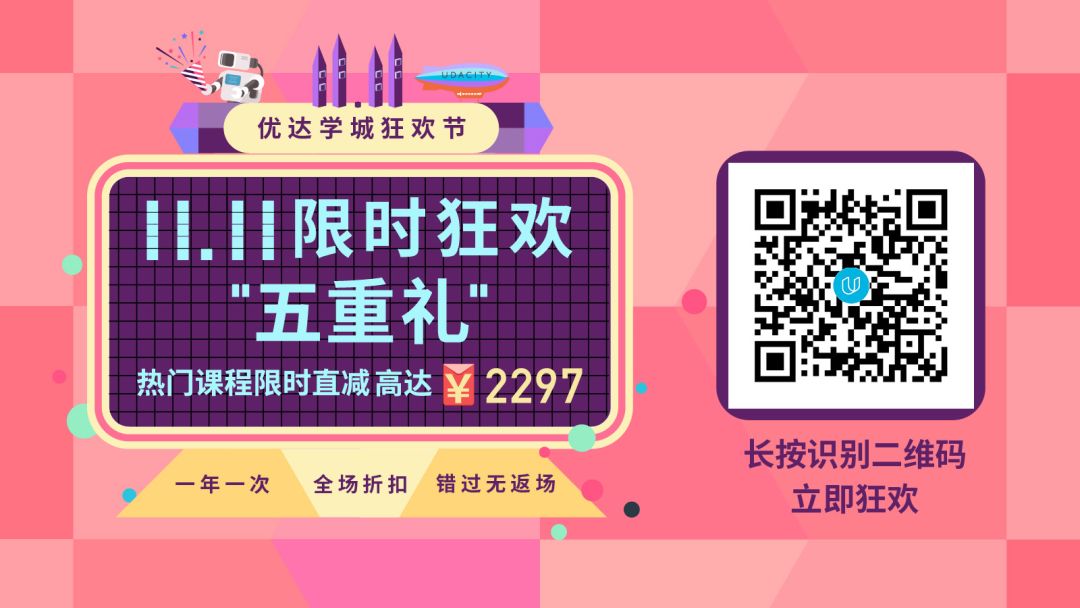 UDACITY
优达学城狂欢节
11.11限时狂欢
"五重礼"
热门课程限时直减高达¥2297
一年一次 全场折扣 错过无返场
长按识别二维码
立即狂欢